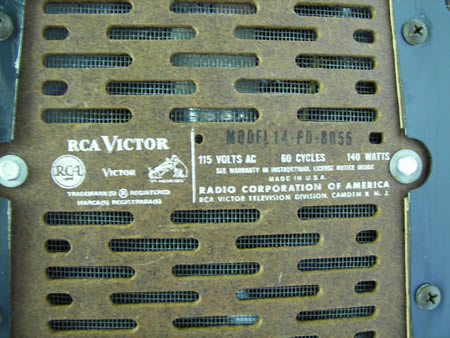 RCA VICTOR
MODEL 14-PD-8055
115 VOLTS AC 60 CYCLES 140 WATTS
SEE WARRANTY IN INSTRUCTIONS, LICENSE NOTICE INSIDE
MADE IN U.S.A.
RADIO CORPORATION OF AMERICA
RCA VICTOR TELEVISION DIVISION, CAMDEN 8 N. J.
RCA
VICTOR
TRADEMARK(S) ® REGISTERED
MARCA(S) REGISTRADA(S)